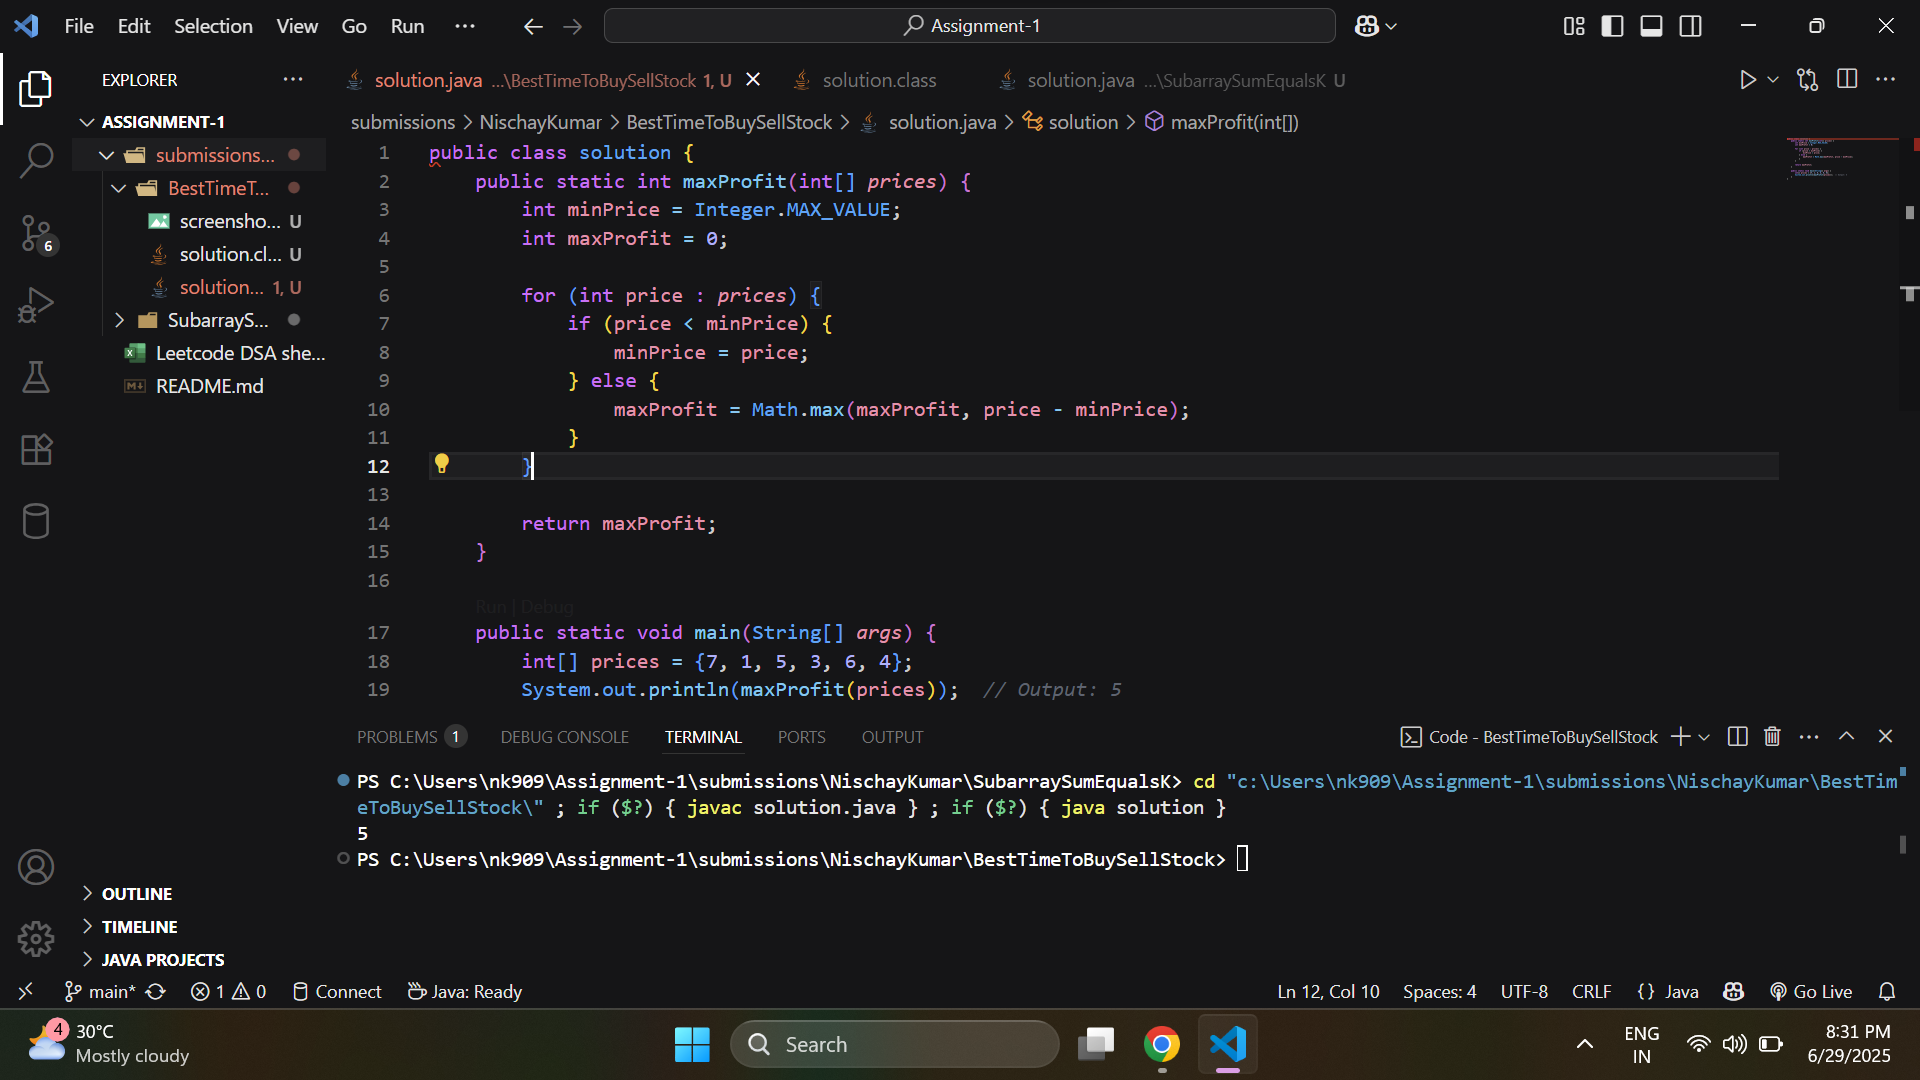 File Edit Selection View Go Run ··· Assignment-1
EXPLORER ···
solution.java ...\BestTimeToBuySellStock 1, U
solution.class
solution.java ...\SubarraySumEqualsK U
ASSIGNMENT-1
submissions...
BestTimeT...
screensho... U
solution.cl... U
solution... 1, U
SubarrayS...
Leetcode DSA she...
README.md
6
submissions > NischayKumar > BestTimeToBuySellStock > solution.java > solution > maxProfit(int[])
1 public class solution {
2 public static int maxProfit(int[] prices) {
3 int minPrice = Integer.MAX_VALUE;
4 int maxProfit = 0;
5
6 for (int price : prices) {
7 if (price < minPrice) {
8 minPrice = price;
9 } else {
10 maxProfit = Math.max(maxProfit, price - minPrice);
11 }
12 }
13
14 return maxProfit;
15 }
16
Run | Debug
17 public static void main(String[] args) {
18 int[] prices = {7, 1, 5, 3, 6, 4};
19 System.out.println(maxProfit(prices)); // Output: 5
PROBLEMS 1 DEBUG CONSOLE TERMINAL PORTS OUTPUT
Code - BestTimeToBuySellStock
PS C:\Users\nk909\Assignment-1\submissions\NischayKumar\SubarraySumEqualsK> cd "c:\Users\nk909\Assignment-1\submissions\NischayKumar\BestTim
eToBuySellStock\" ; if ($?) { javac solution.java } ; if ($?) { java solution }
5
PS C:\Users\nk909\Assignment-1\submissions\NischayKumar\BestTimeToBuySellStock>
OUTLINE
TIMELINE
JAVA PROJECTS
main* 1 0 Connect Java: Ready
Ln 12, Col 10 Spaces: 4 UTF-8 CRLF {} Java Go Live
4
30°C
Mostly cloudy
Search
ENG
IN
8:31 PM
6/29/2025